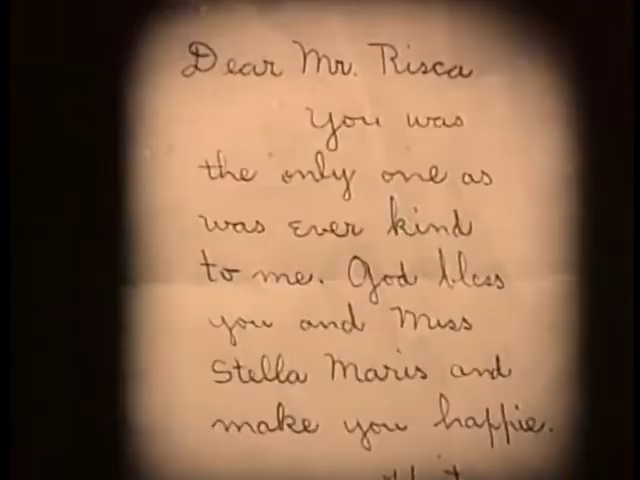 Dear Mr. Risca
You was
the only one as
was ever kind
to me. God bless
you and Miss
Stella Maris and
make you happie.